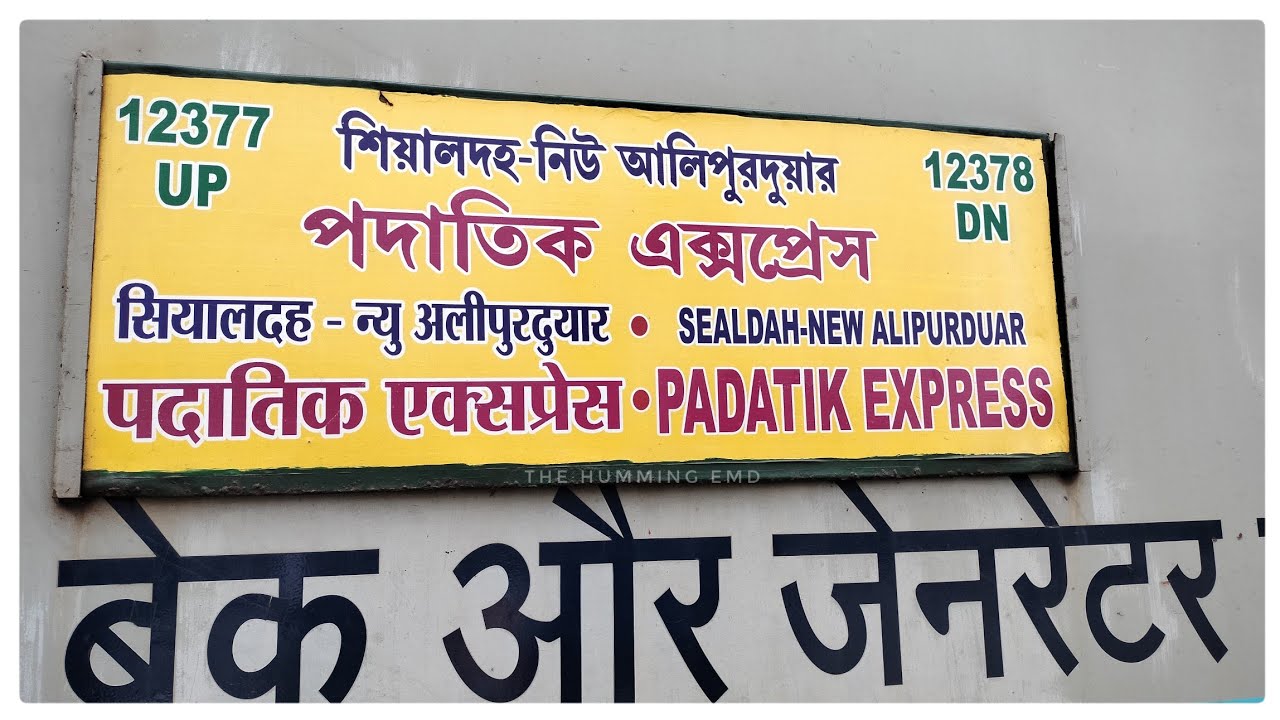 12377
UP
শিয়ালদহ-নিউ আলিপুরদুয়ার
12378
DN
পদাতিক এক্সপ্রেস
सियालदह - न्यु अलीपुरदुयार • SEALDAH-NEW ALIPURDUAR
पदातिक एक्सप्रेस • PADATIK EXPRESS
THE HUMMING EMD
बेक और जेनरेटर